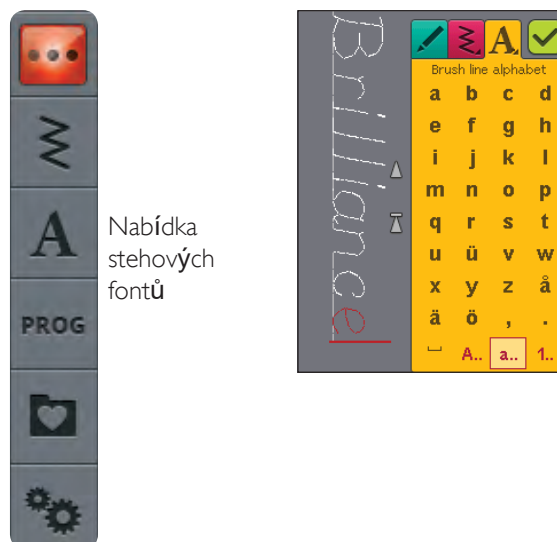 A
PROG
Nabídka
stehových
fontů
Brilliance
A
Brush line alphabet
a b c d
e f g h
i j k l
m n o p
q r s t
u ü v w
x y z å
ä ö , .
A.. a.. 1..